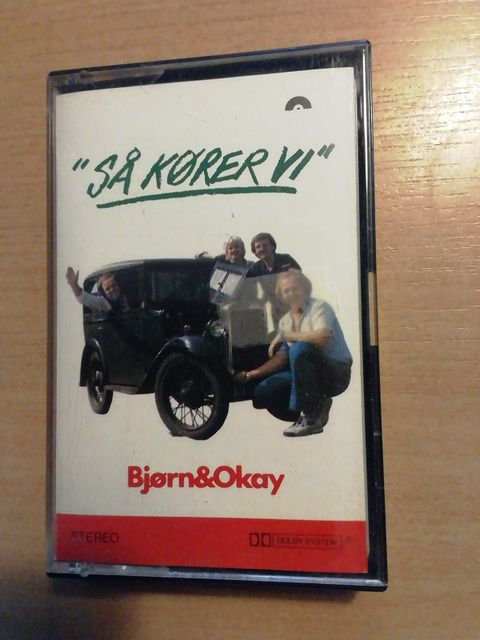 "SÅ KØRER VI"
Bjørn&Okay
STEREO
DOLBY SYSTEM ®